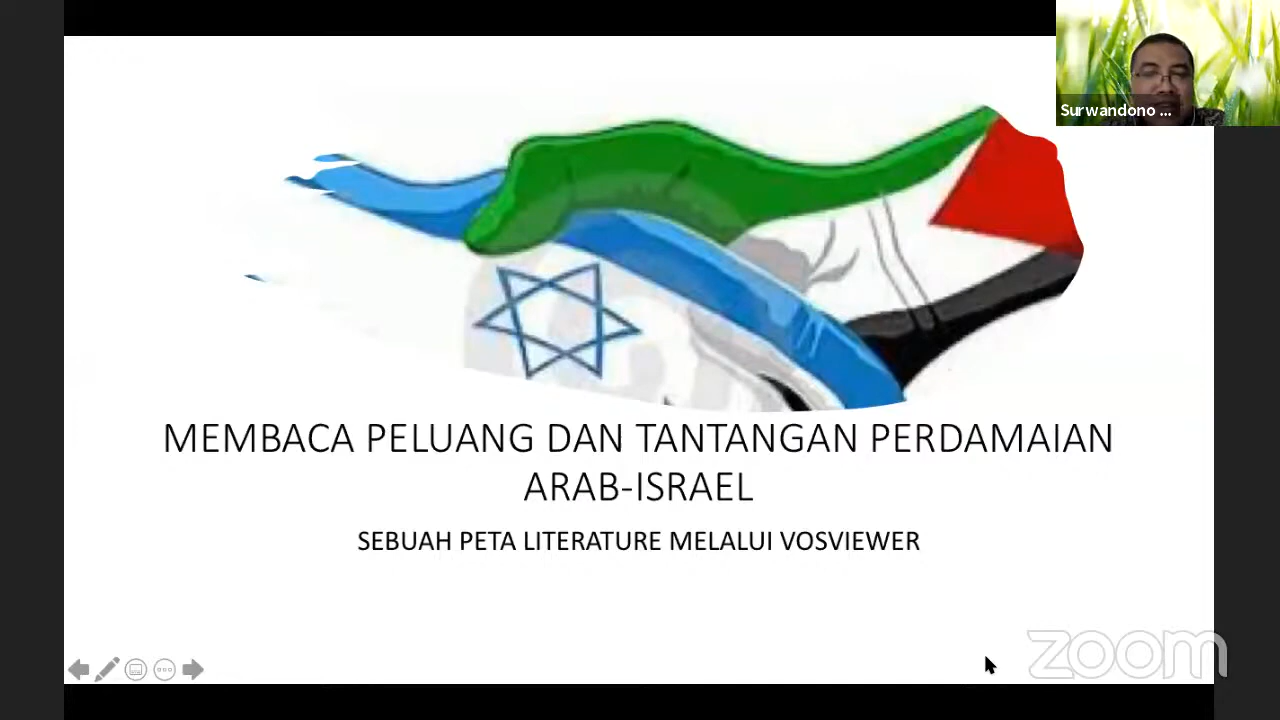 Surwandono ...
MEMBACA PELUANG DAN TANTANGAN PERDAMAIAN
ARAB-ISRAEL
SEBUAH PETA LITERATURE MELALUI VOSVIEWER
zoom